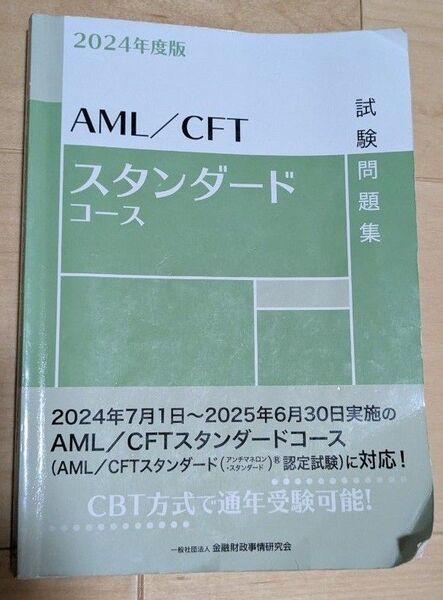 2024年度版
AML／CFT
スタンダード
コース
試験問題集
2024年7月1日〜2025年6月30日実施の
AML／CFTスタンダードコース
(AML／CFTスタンダード(アンチマネロン・スタンダード)®認定試験)に対応！
CBT方式で通年受験可能！
一般社団法人 金融財政事情研究会